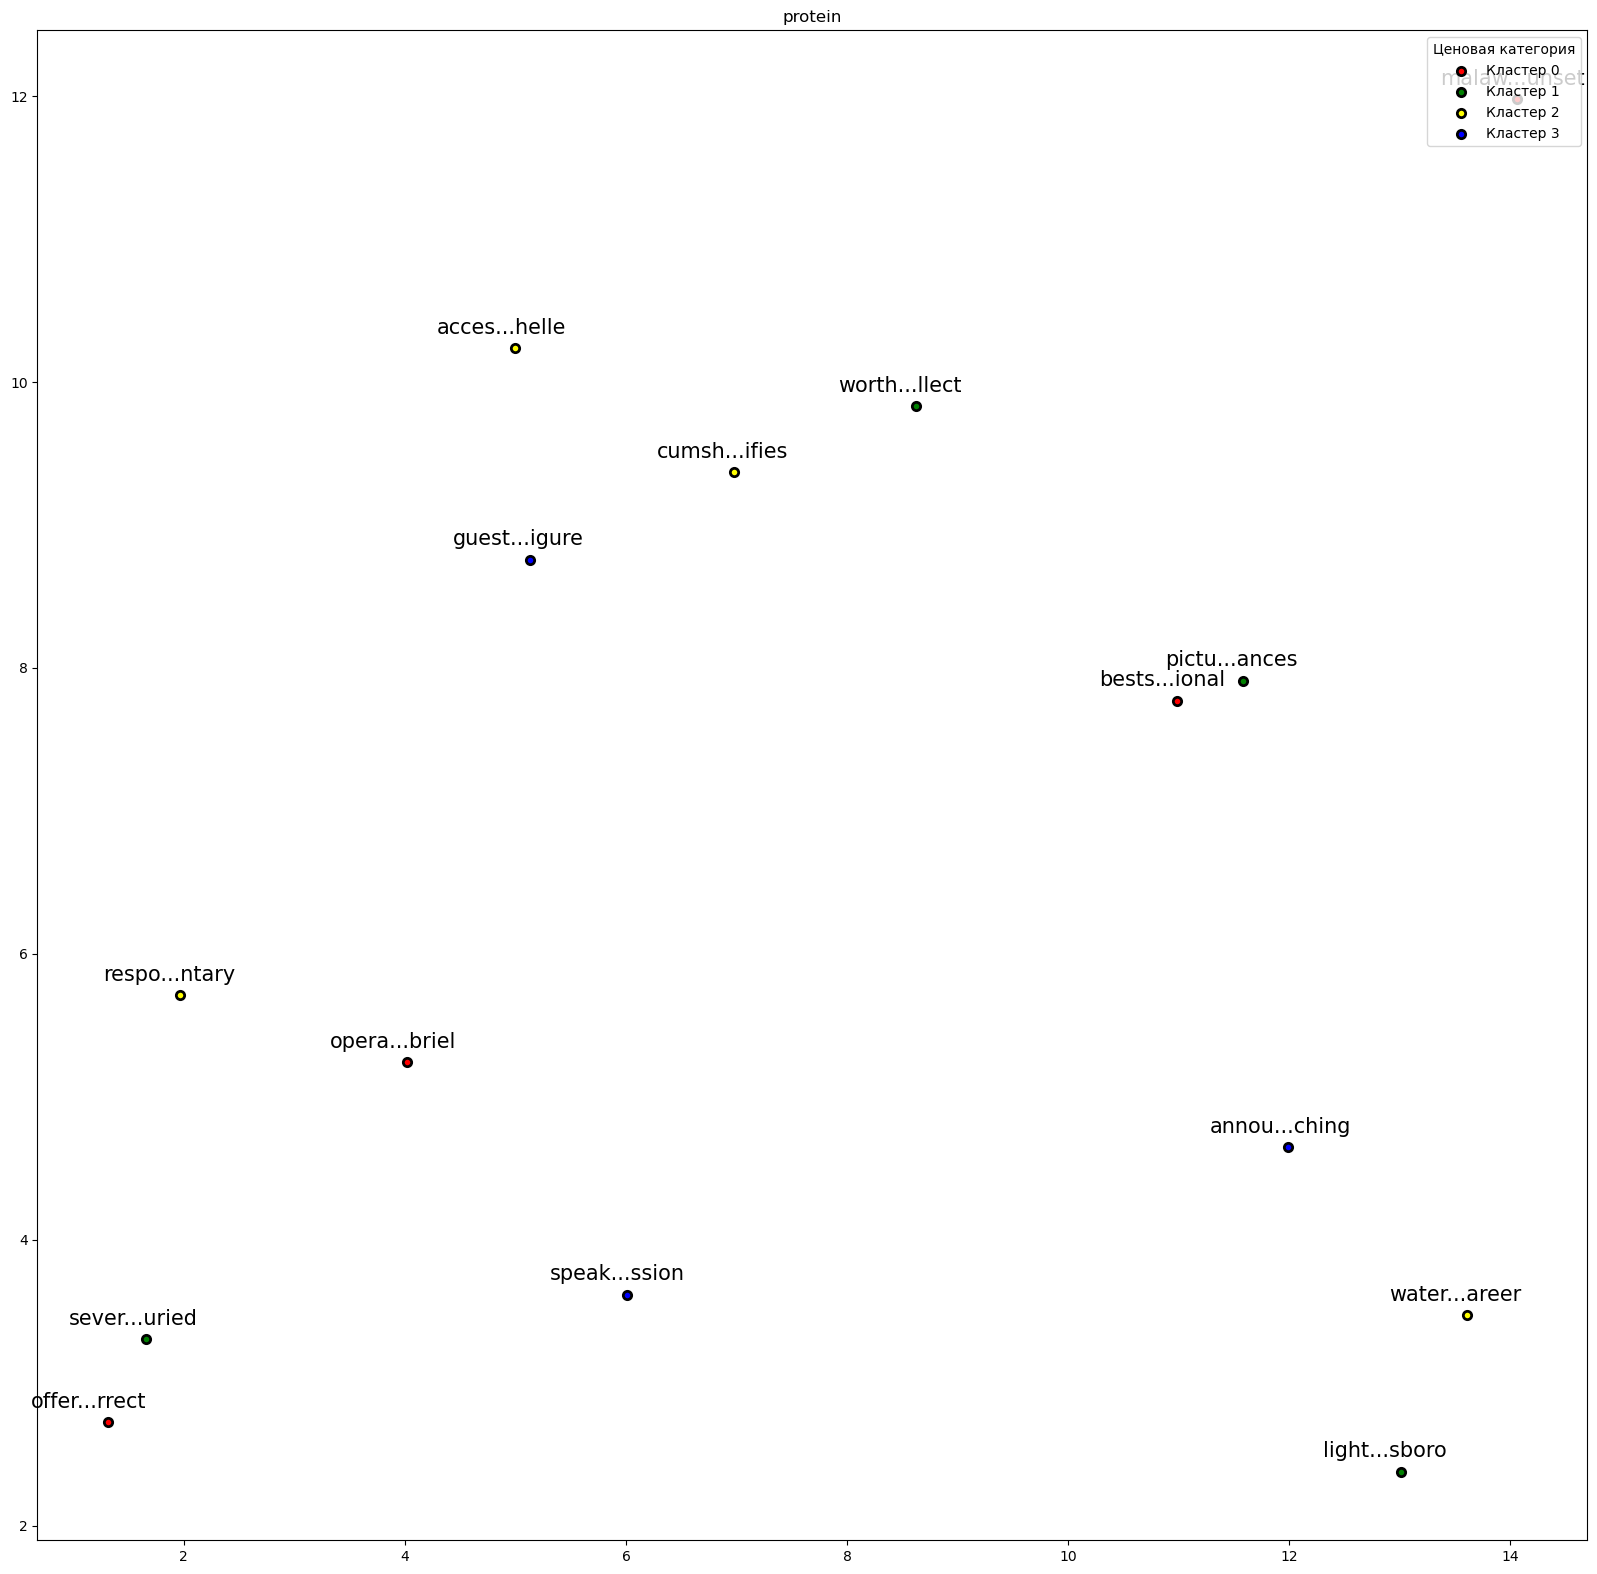 protein
Ценовая категория
Кластер 0
Кластер 1
Кластер 2
Кластер 3
malaw...unset
12
acces...helle
10
worth...llect
cumsh...ifies
guest...igure
8
pictu...ances
bests...ional
6
respo...ntary
opera...briel
annou...ching
4
speak...ssion
water...areer
sever...uried
offer...rrect
light...sboro
2
2 4 6 8 10 12 14